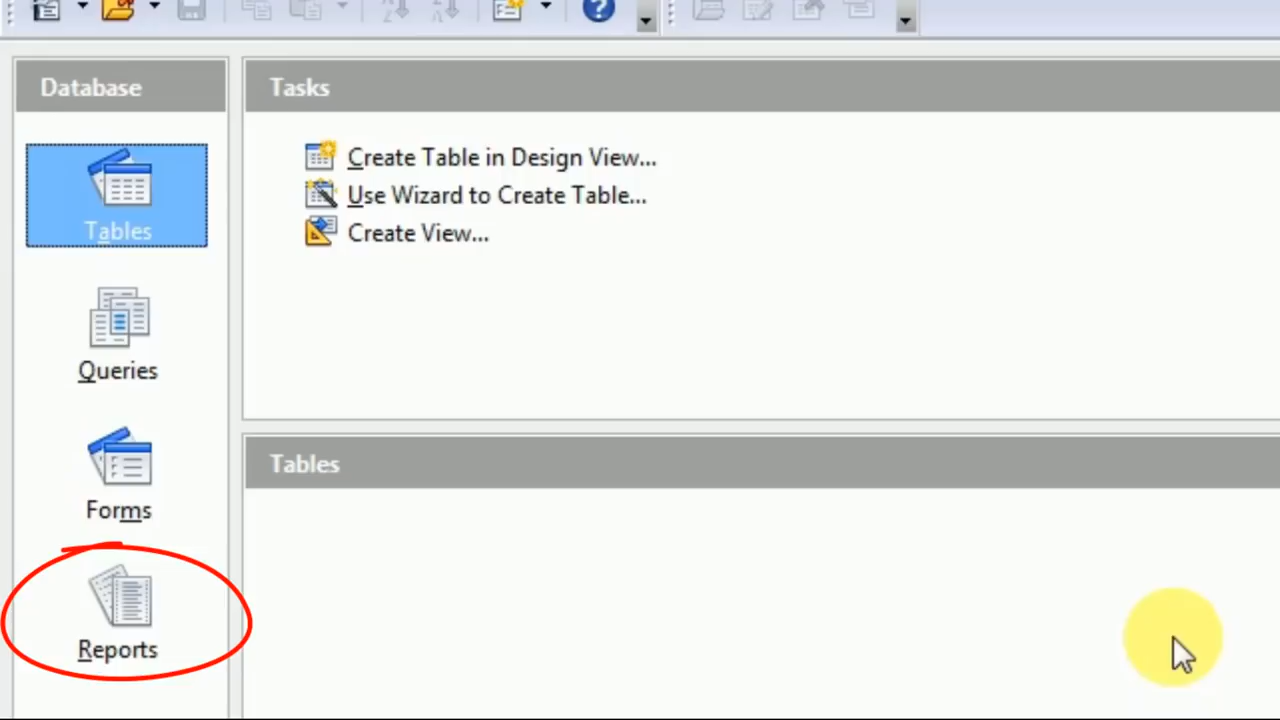 Database
Tables
Queries
Forms
Reports
Tasks
Create Table in Design View...
Use Wizard to Create Table...
Create View...
Tables